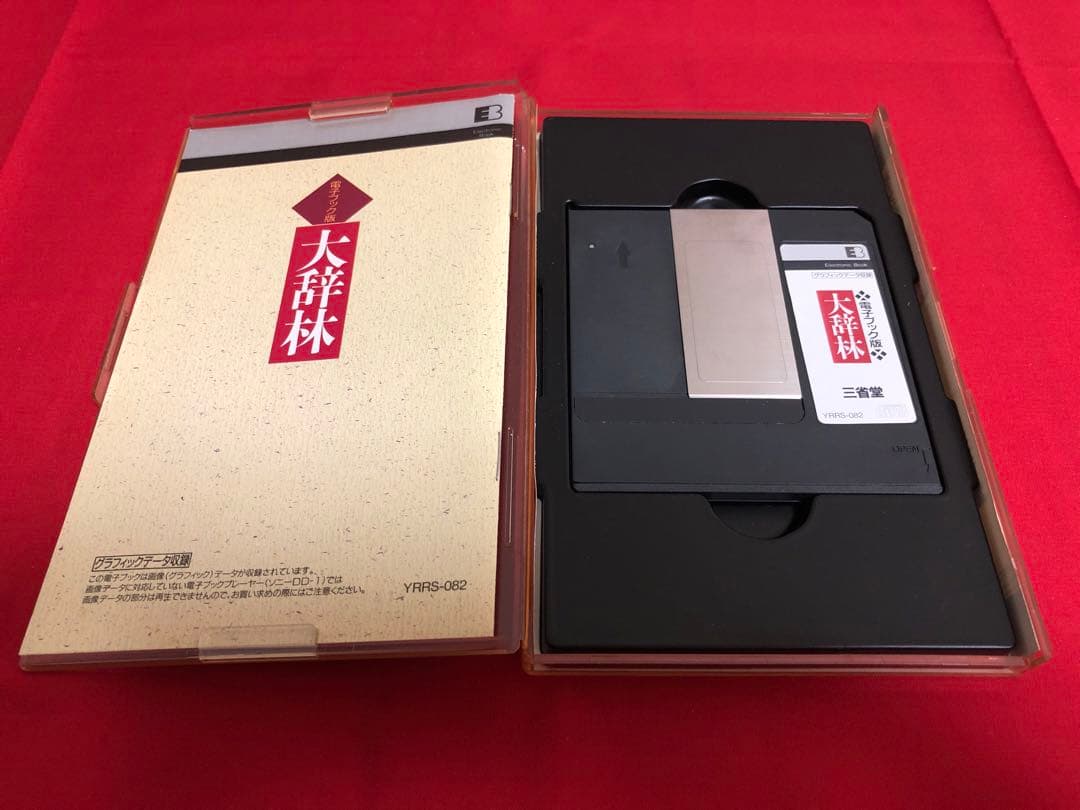 EB
Electronic
Book
電子ブック版
大辞林
グラフィックデータ収録
この電子ブックは画像(グラフィック)データが収録されています。
画像データに対応していない電子ブックプレーヤー(ソニーDD-1)では
画像データの部分は再生できませんので、お買い求めの際にはご注意ください。
YRRS-082
EB
Electronic Book
グラフィックデータ収録
電子ブック版
大辞林
三省堂
YRRS-082
OPEN